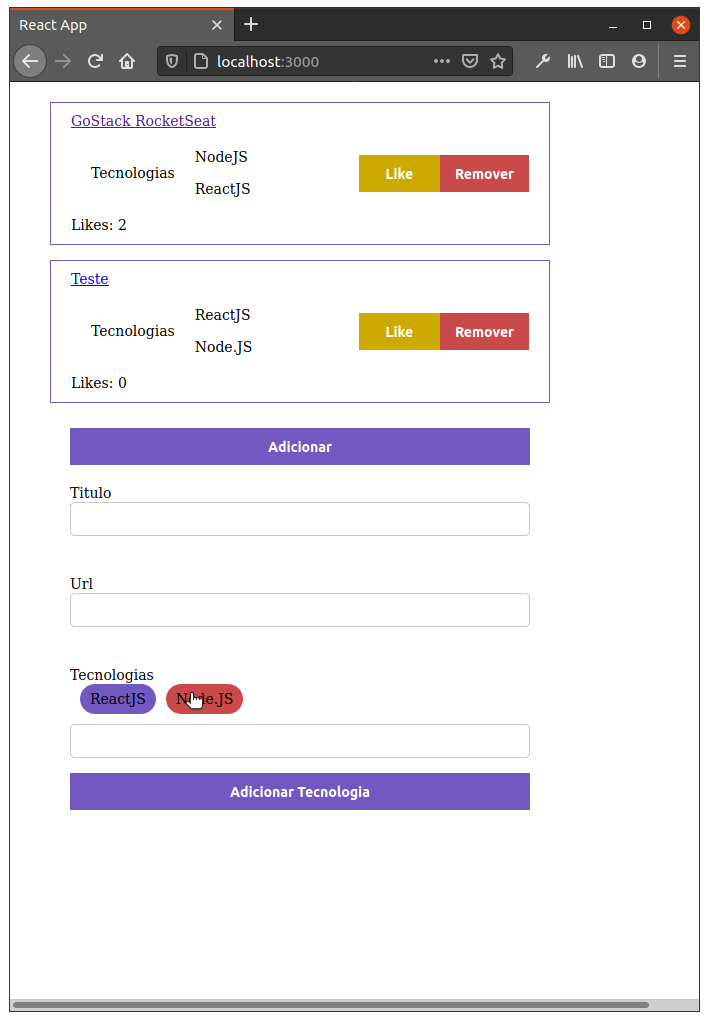 React App
localhost:3000
GoStack RocketSeat
Tecnologias
NodeJS
ReactJS
Like
Remover
Likes: 2
Teste
Tecnologias
ReactJS
Node.JS
Like
Remover
Likes: 0
Adicionar
Titulo
Url
Tecnologias
ReactJS Node.JS
Adicionar Tecnologia